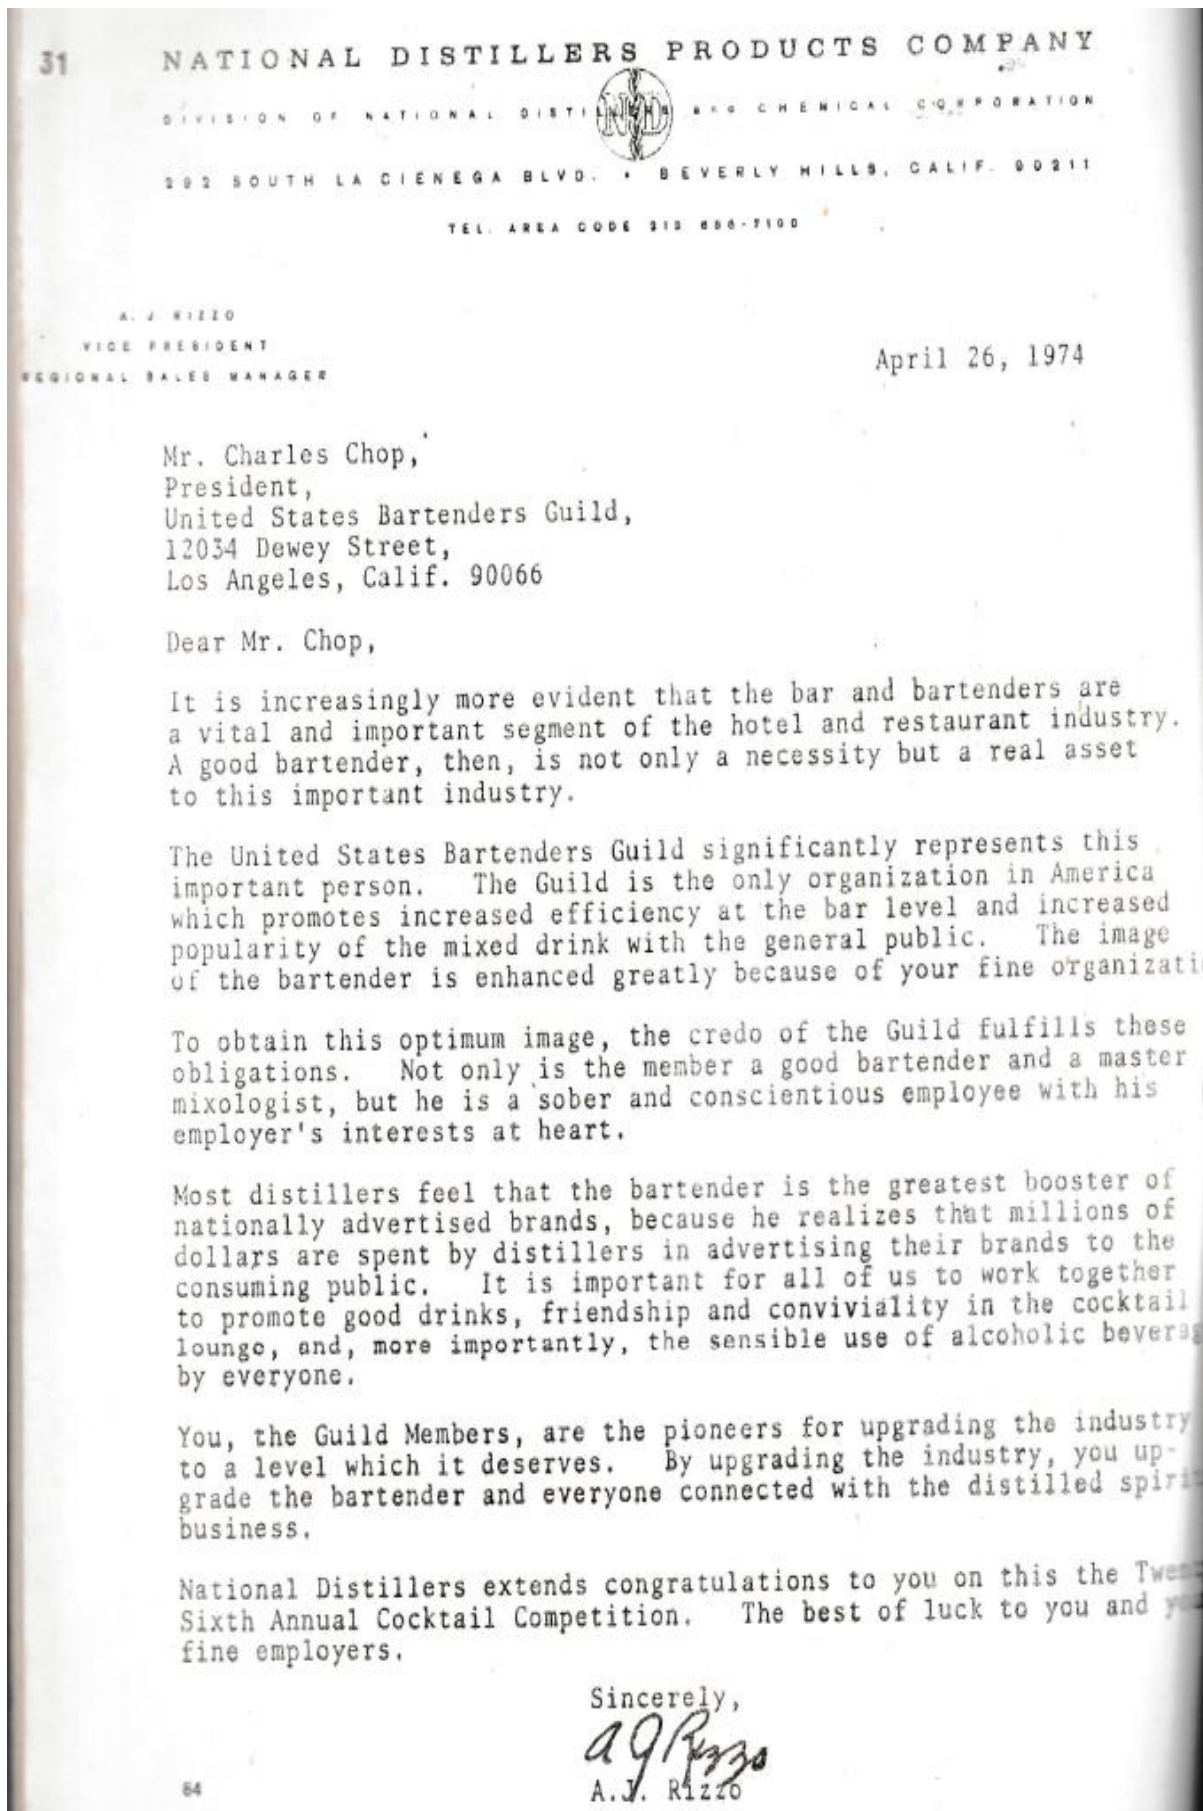 31
NATIONAL DISTILLERS PRODUCTS COMPANY
DIVISION OF NATIONAL CHEMICAL CORPORATION
ND
292 SOUTH LA CIENEGA BLVD. • BEVERLY HILLS, CALIF. 90211
TEL. AREA CODE 213
A. J. RIZZO
VICE PRESIDENT
REGIONAL SALES MANAGER
April 26, 1974
Mr. Charles Chop,
President,
United States Bartenders Guild,
12034 Dewey Street,
Los Angeles, Calif. 90066
Dear Mr. Chop,
It is increasingly more evident that the bar and bartenders are
a vital and important segment of the hotel and restaurant industry.
A good bartender, then, is not only a necessity but a real asset
to this important industry.
The United States Bartenders Guild significantly represents this
important person. The Guild is the only organization in America
which promotes increased efficiency at the bar level and increased
popularity of the mixed drink with the general public. The image
of the bartender is enhanced greatly because of your fine organizati
To obtain this optimum image, the credo of the Guild fulfills these
obligations. Not only is the member a good bartender and a master
mixologist, but he is a sober and conscientious employee with his
employer's interests at heart.
Most distillers feel that the bartender is the greatest booster of
nationally advertised brands, because he realizes that millions of
dollars are spent by distillers in advertising their brands to the
consuming public. It is important for all of us to work together
to promote good drinks, friendship and conviviality in the cocktail
lounge, and, more importantly, the sensible use of alcoholic beverag
by everyone.
You, the Guild Members, are the pioneers for upgrading the industry
to a level which it deserves. By upgrading the industry, you up-
grade the bartender and everyone connected with the distilled spiri
business.
National Distillers extends congratulations to you on this the Twen
Sixth Annual Cocktail Competition. The best of luck to you and you
fine employers.
Sincerely,
A J Rizzo
A.J. Rizzo
64